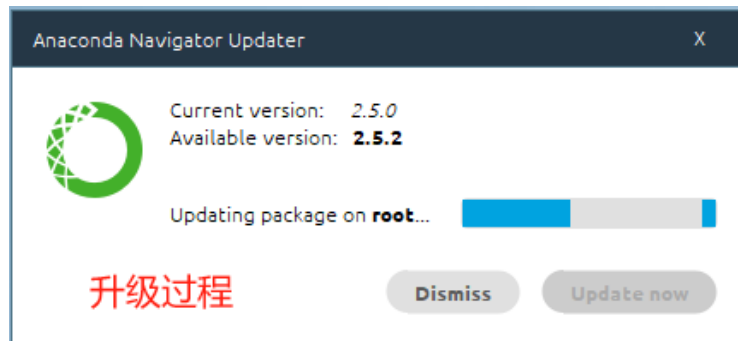 Anaconda Navigator Updater X
Current version: 2.5.0
Available version: 2.5.2
Updating package on root...
升级过程
Dismiss Update now